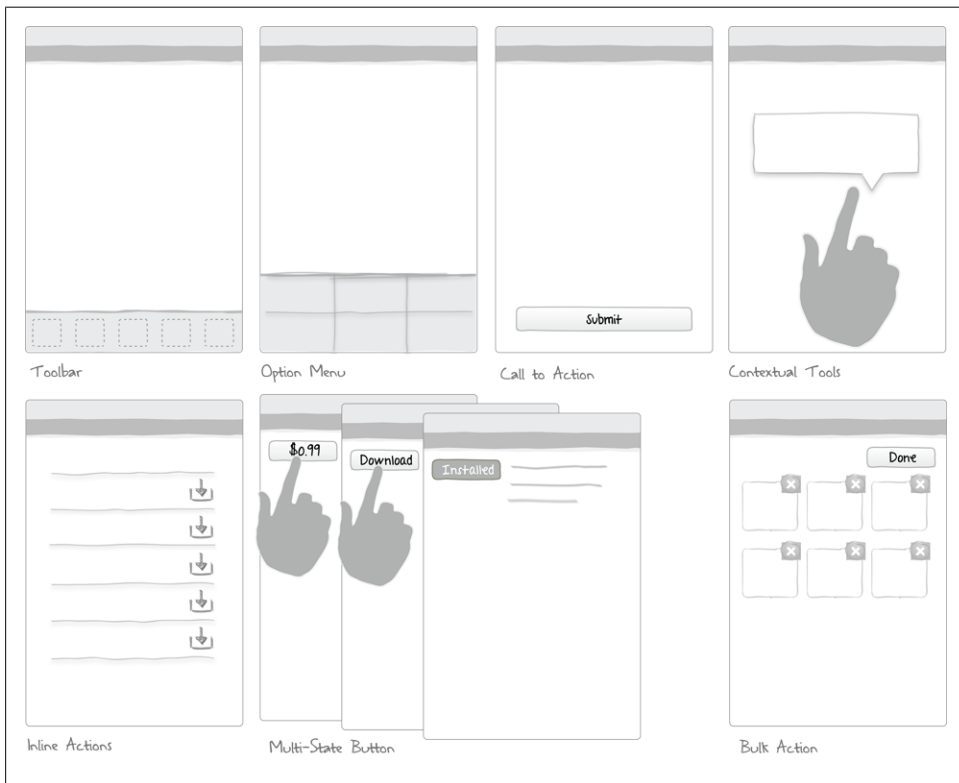 Submit
Toolbar
Option Menu
Call to Action
Contextual Tools
$0.99
Download
Installed
Done
Inline Actions
Multi-State Button
Bulk Action